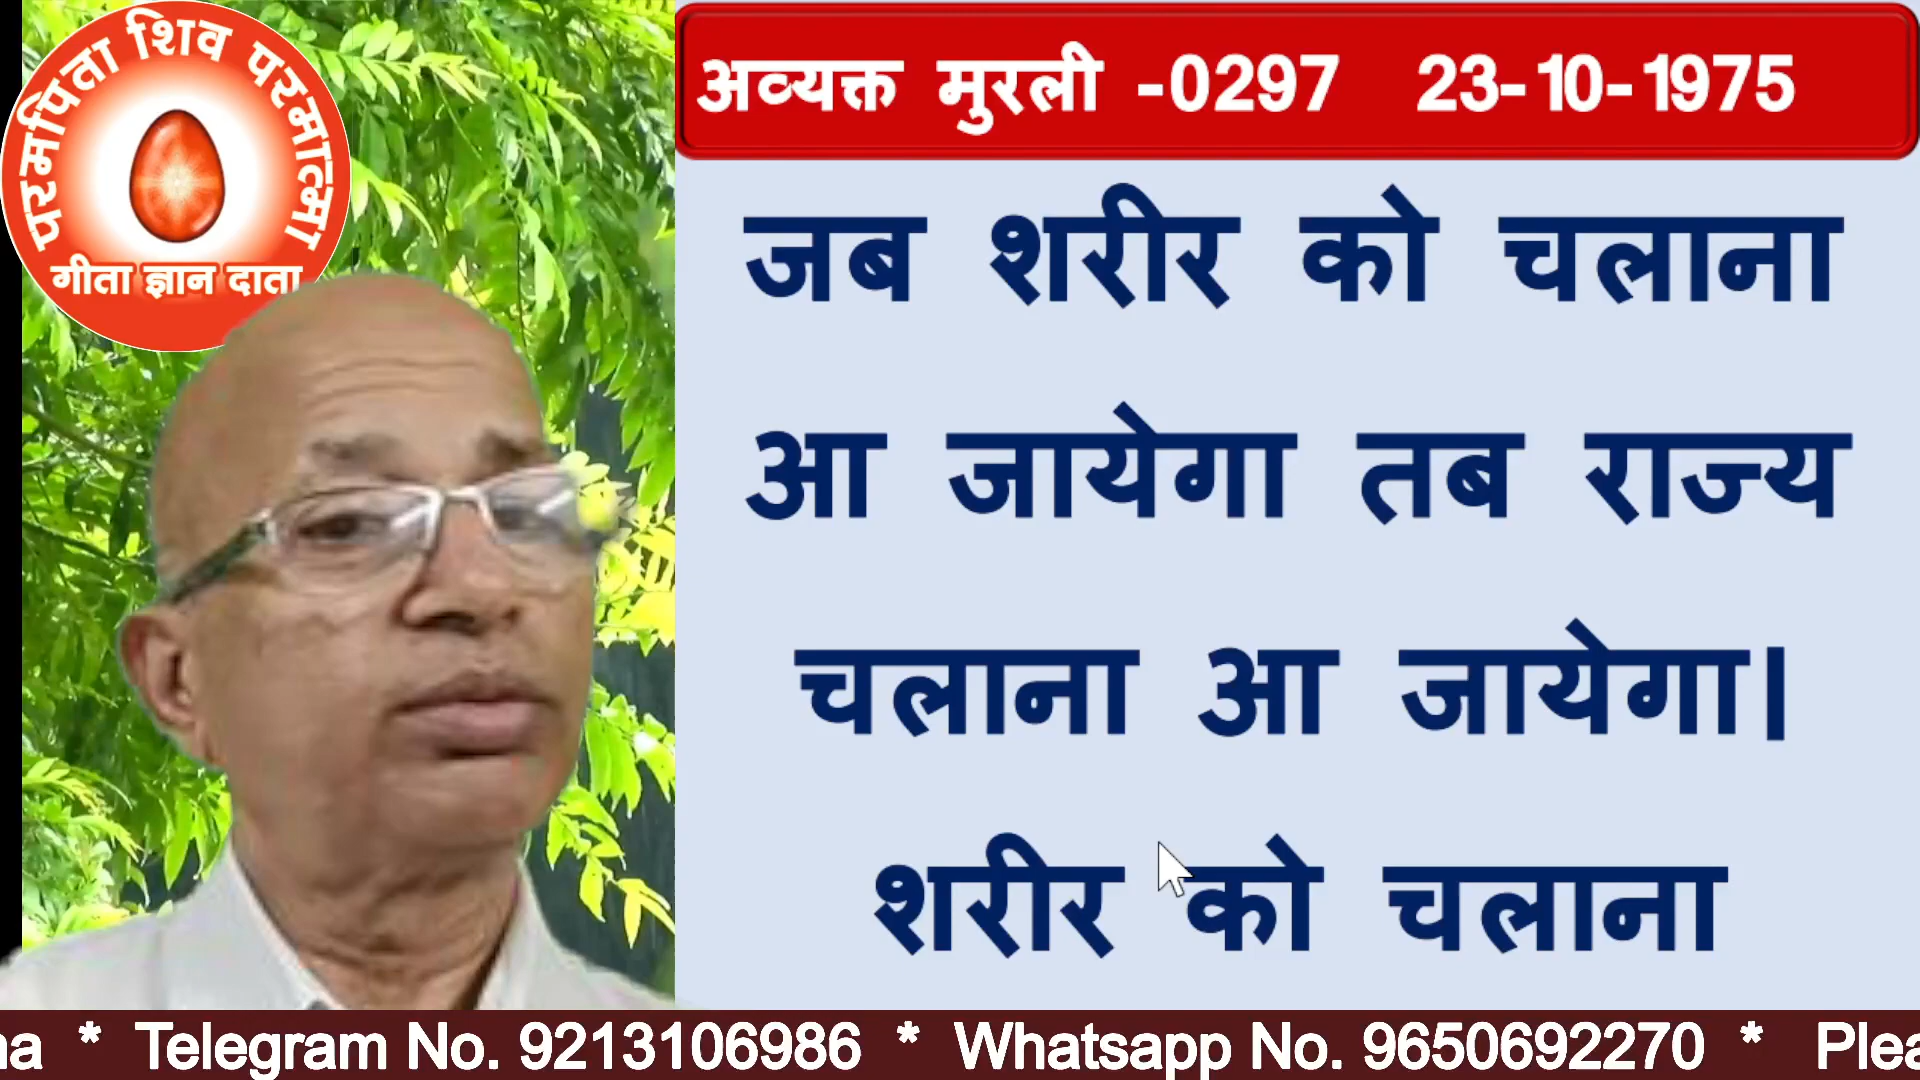 परमपिता शिव परमात्मा
गीता ज्ञान दाता
अव्यक्त मुरली -0297 23-10-1975
जब शरीर को चलाना
आ जायेगा तब राज्य
चलाना आ जायेगा।
शरीर को चलाना
* Telegram No. 9213106986 * Whatsapp No. 9650692270 *